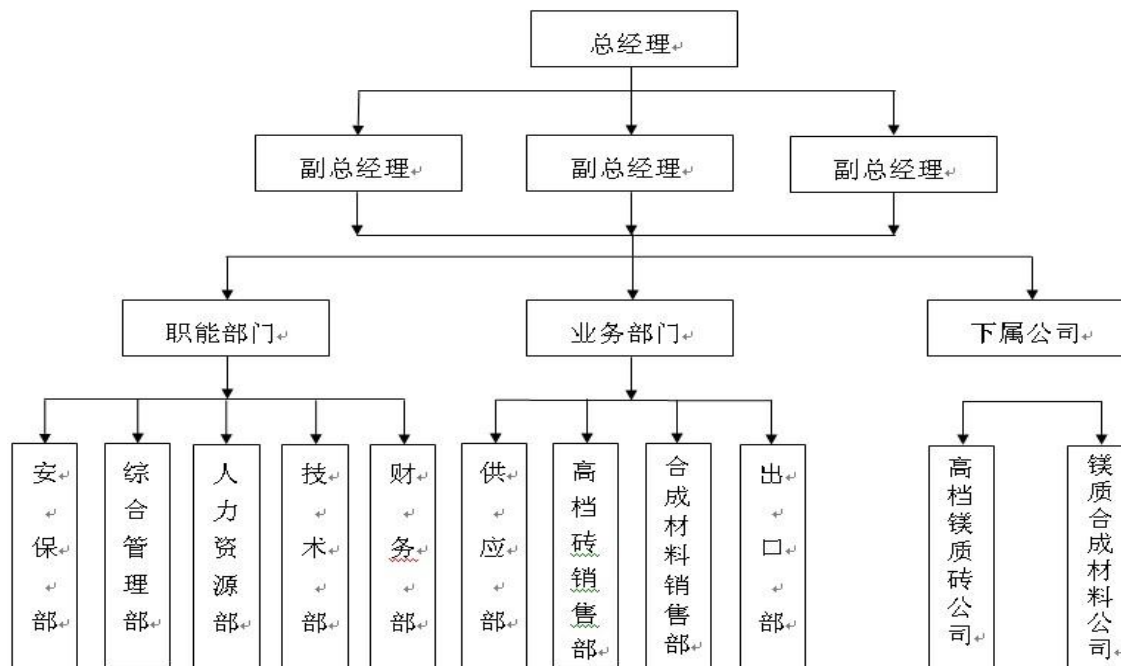 总经理
副总经理
副总经理
副总经理
职能部门
业务部门
下属公司
安保部
综合管理部
人力资源部
技术部
财务部
供应部
高档砖销售部
合成材料销售部
出口部
高档镁质砖公司
镁质合成材料公司